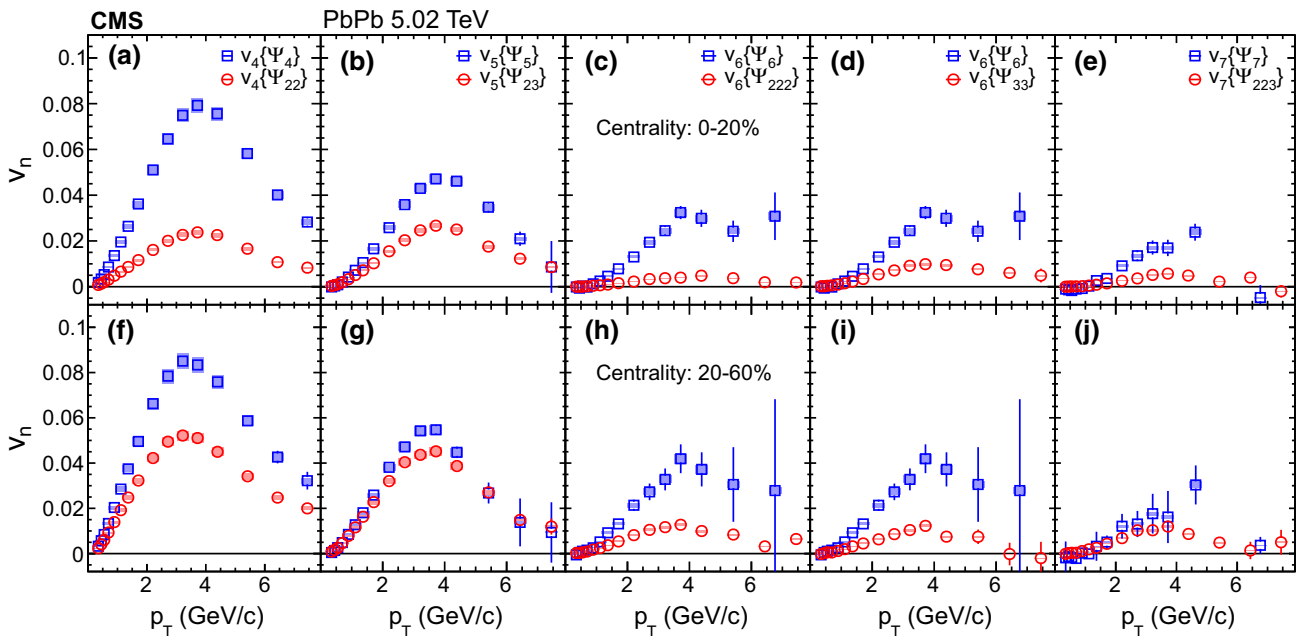 CMS PbPb 5.02 TeV
(a) v4{Ψ4} v4{Ψ22}
(b) v5{Ψ5} v5{Ψ23}
(c) v6{Ψ6} v6{Ψ222}
(d) v6{Ψ6} v6{Ψ33}
(e) v7{Ψ7} v7{Ψ223}
Centrality: 0-20%
0.1
0.08
0.06
0.04
0.02
0
vn
(f) (g) (h) (i) (j)
Centrality: 20-60%
0.1
0.08
0.06
0.04
0.02
0
vn
2 4 6 2 4 6 2 4 6 2 4 6 2 4 6
pT (GeV/c) pT (GeV/c) pT (GeV/c) pT (GeV/c) pT (GeV/c)